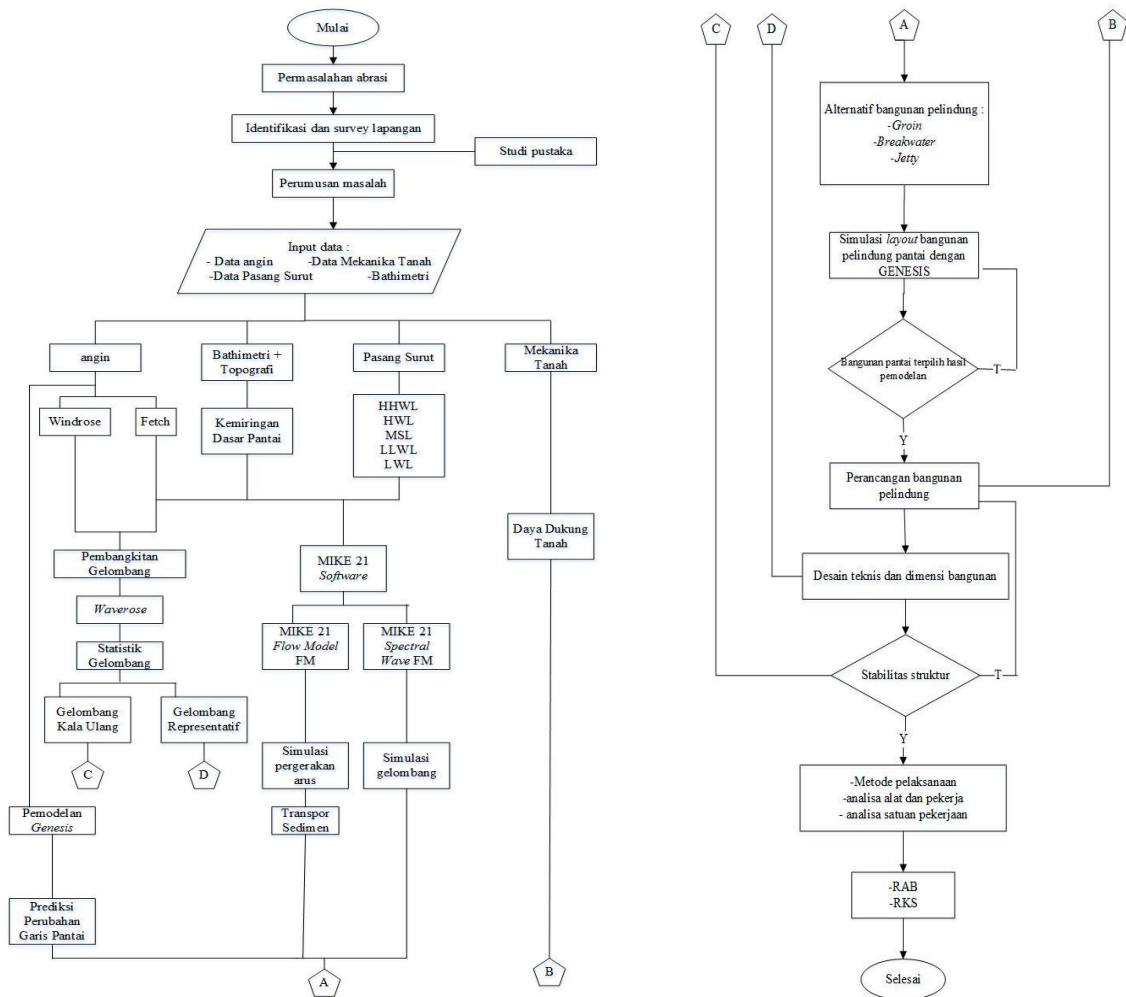 Mulai
Permasalahan abrasi
Identifikasi dan survey lapangan
Studi pustaka
Perumusan masalah
Input data :
- Data angin -Data Mekanika Tanah
-Data Pasang Surut -Bathimetri
angin
Bathimetri +
Topografi
Pasang Surut
Mekanika
Tanah
Windrose
Fetch
Kemiringan
Dasar Pantai
HHWL
HWL
MSL
LLWL
LWL
Pembangkitan
Gelombang
MIKE 21
Software
Daya Dukung
Tanah
Waverose
Statistik
Gelombang
MIKE 21
Flow Model
FM
MIKE 21
Spectral
Wave FM
Gelombang
Kala Ulang
Gelombang
Representatif
C
D
Simulasi
pergerakan
arus
Simulasi
gelombang
Pemodelan
Genesis
Transpor
Sedimen
Prediksi
Perubahan
Garis Pantai
A
B
C
D
A
B
Alternatif bangunan pelindung :
-Groin
-Breakwater
-Jetty
Simulasi layout bangunan
pelindung pantai dengan
GENESIS
Bangunan pantai terpilih hasil
pemodelan
T
Y
Perancangan bangunan
pelindung
Desain teknis dan dimensi bangunan
Stabilitas struktur
T
Y
-Metode pelaksanaan
-analisa alat dan pekerja
- analisa satuan pekerjaan
-RAB
-RKS
Selesai